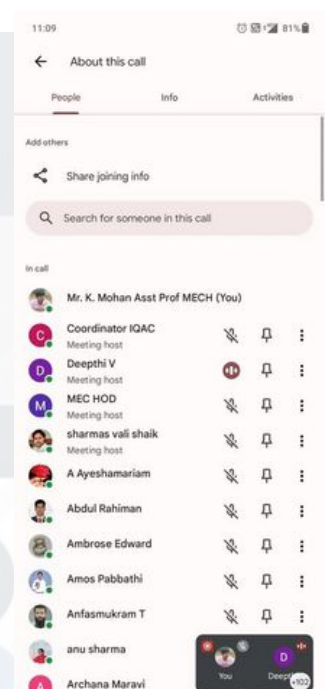 11:09
81%
About this call
People Info Activities
Add others
Share joining info
Search for someone in this call
In call
Mr. K. Mohan Asst Prof MECH (You)
C
Coordinator IQAC
Meeting host
D
Deepthi V
Meeting host
M
MEC HOD
Meeting host
sharmas vali shaik
Meeting host
A Ayeshamariam
Abdul Rahiman
Ambrose Edward
Amos Pabbathi
Anfasmukram T
anu sharma
D
You
+102
A
Archana Maravi